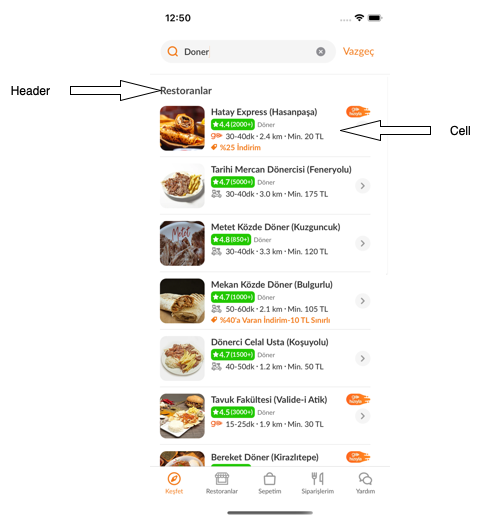 12:50
Doner
Vazgeç
Header
Restoranlar
Hatay Express (Hasanpaşa)
4.4 (2000+) Döner
30-40dk · 2.4 km · Min. 20 TL
%25 İndirim
Cell
Tarihi Mercan Dönercisi (Feneryolu)
4.7 (5000+) Döner
30-40dk · 3.0 km · Min. 175 TL
Metet Közde Döner (Kuzguncuk)
4.8 (850+) Döner
30-40dk · 3.3 km · Min. 120 TL
Mekan Közde Döner (Bulgurlu)
4.7 (1000+) Döner
50-60dk · 2.1 km · Min. 105 TL
%40'a Varan İndirim-10 TL Sınırlı
Dönerci Celal Usta (Koşuyolu)
4.7 (1500+) Döner
40-50dk · 1.2 km · Min. 50 TL
Tavuk Fakültesi (Valide-i Atik)
4.5 (3000+) Döner
15-25dk · 1.9 km · Min. 30 TL
Bereket Döner (Kirazlıtepe)
Keşfet
Restoranlar
Sepetim
Siparişlerim
Yardım